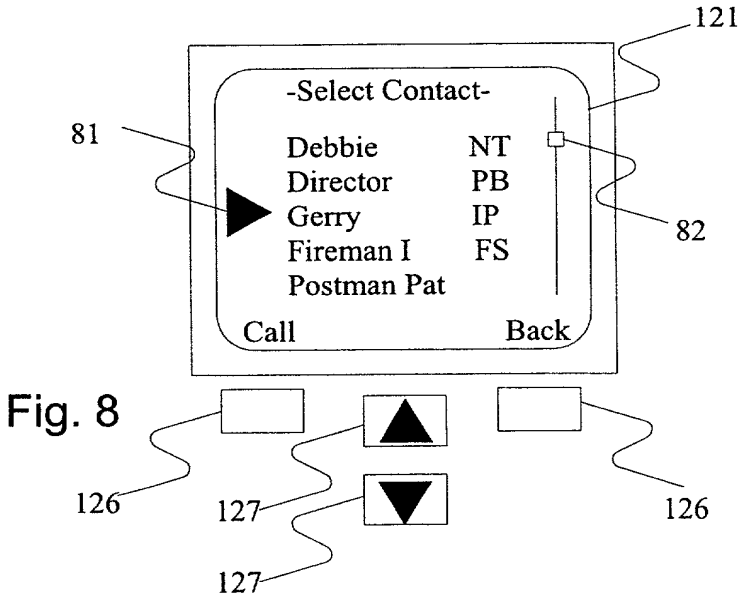 121
-Select Contact-
81
Debbie NT
Director PB
Gerry IP
82
Fireman I FS
Postman Pat
Call Back
Fig. 8
126
127
126
127